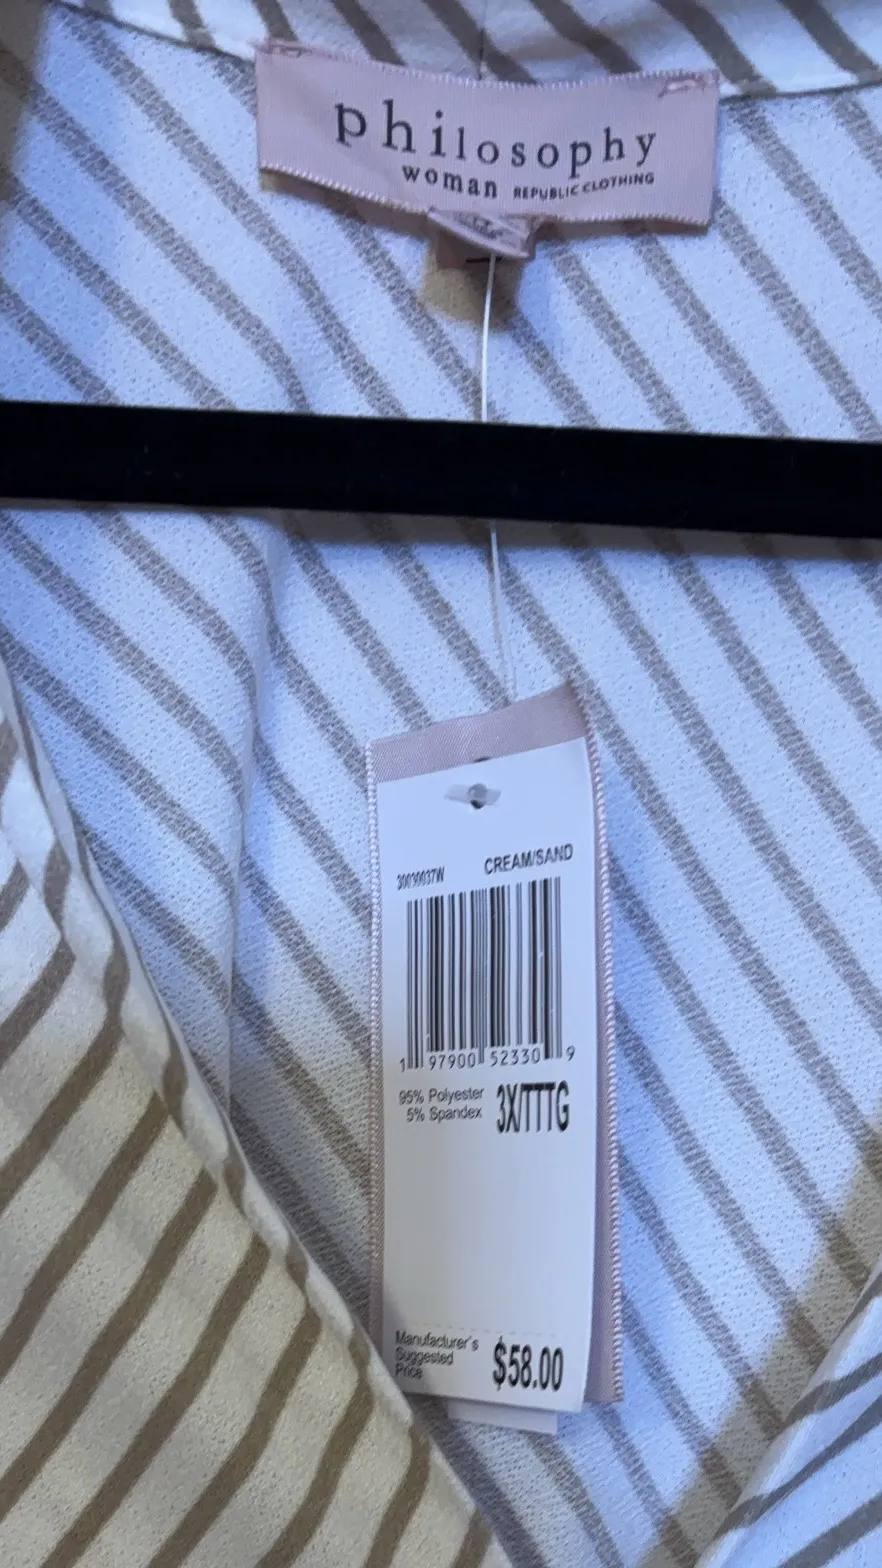 philosophy
woman REPUBLIC CLOTHING
30090037W CREAM/SAND
1 97900 52330 9
95% Polyester
5% Spandex
3X/TTTG
Manufacturer's
Suggested
Price
$58.00